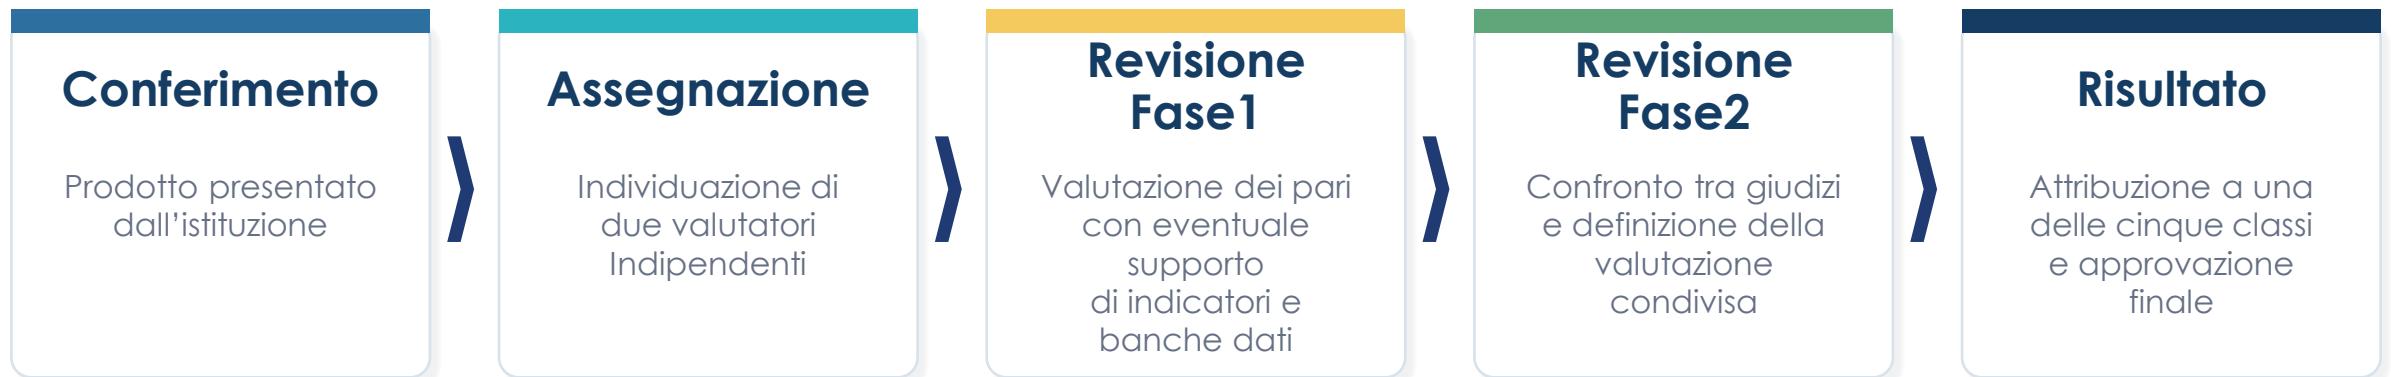 Conferimento
Prodotto presentato
dall’istituzione
Assegnazione
Individuazione di
due valutatori
Indipendenti
Revisione
Fase1
Valutazione dei pari
con eventuale
supporto
di indicatori e
banche dati
Revisione
Fase2
Confronto tra giudizi
e definizione della
valutazione
condivisa
Risultato
Attribuzione a una
delle cinque classi
e approvazione
finale